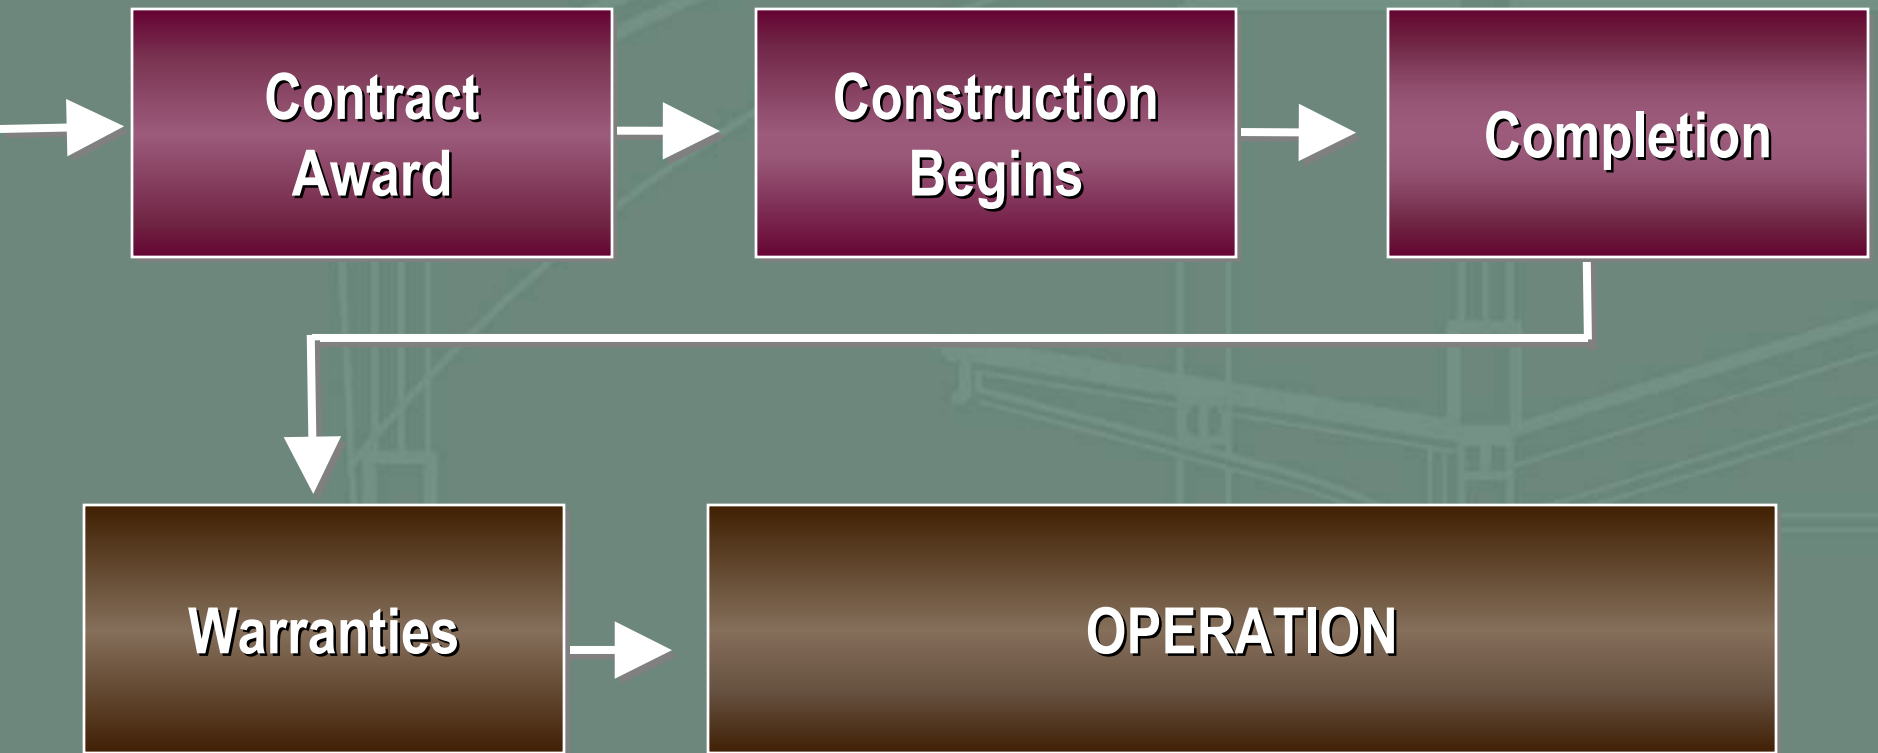 Contract
Award
Construction
Begins
Completion
Warranties
OPERATION